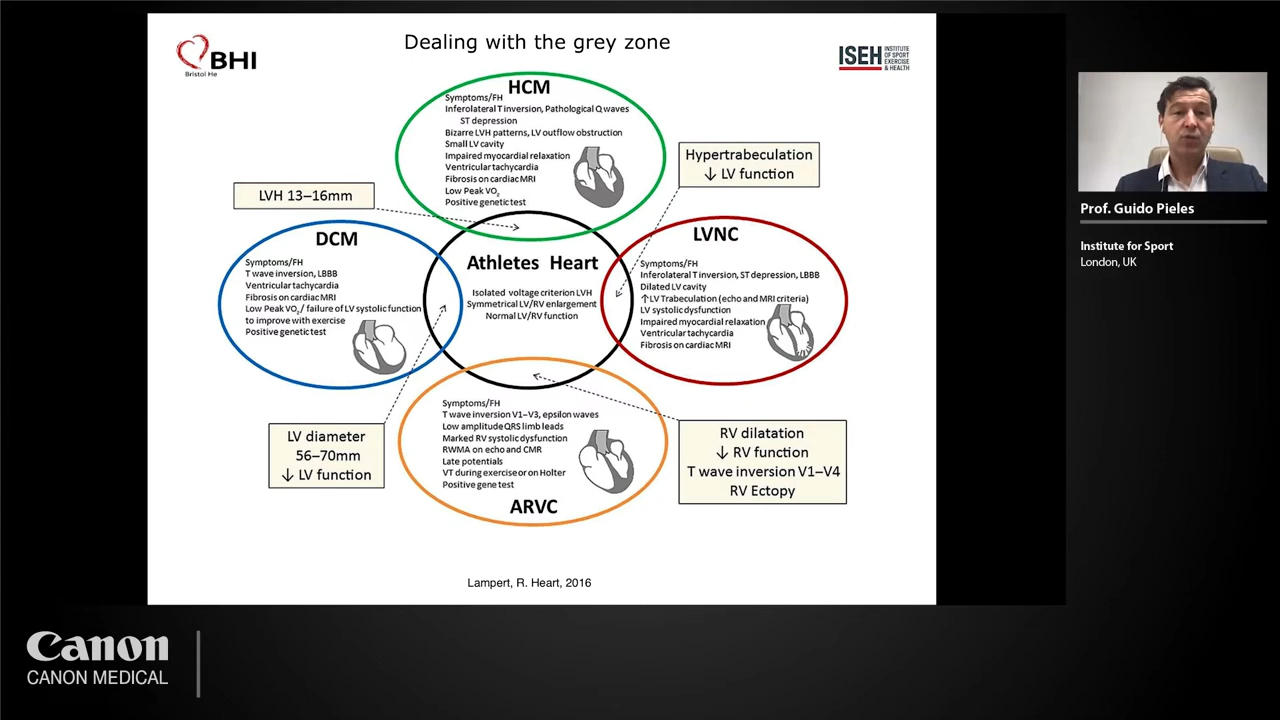 Dealing with the grey zone
BHI
Bristol He
ISEH
INSTITUTE
OF SPORT
EXERCISE
& HEALTH
HCM
Symptoms/FH
Inferolateral T inversion, Pathological Q waves
ST depression
Bizarre LVH patterns, LV outflow obstruction
Small LV cavity
Impaired myocardial relaxation
Ventricular tachycardia
Fibrosis on cardiac MRI
Low Peak VO2
Positive genetic test
Hypertrabeculation
↓ LV function
LVH 13–16mm
DCM
Symptoms/FH
T wave inversion, LBBB
Ventricular tachycardia
Fibrosis on cardiac MRI
Low Peak VO2/ failure of LV systolic function
to improve with exercise
Positive genetic test
Athletes Heart
Isolated voltage criterion LVH
Symmetrical LV/RV enlargement
Normal LV/RV function
LVNC
Symptoms/FH
Inferolateral T inversion, ST depression, LBBB
Dilated LV cavity
↑LV Trabeculation (echo and MRI criteria)
LV systolic dysfunction
Impaired myocardial relaxation
Ventricular tachycardia
Fibrosis on cardiac MRI
LV diameter
56–70mm
↓ LV function
Symptoms/FH
T wave inversion V1–V3, epsilon waves
Low amplitude QRS limb leads
Marked RV systolic dysfunction
RWMA on echo and CMR
Late potentials
VT during exercise or on Holter
Positive gene test
ARVC
RV dilatation
↓ RV function
T wave inversion V1–V4
RV Ectopy
Lampert, R. Heart, 2016
Prof. Guido Pieles
Institute for Sport
London, UK
Canon
CANON MEDICAL